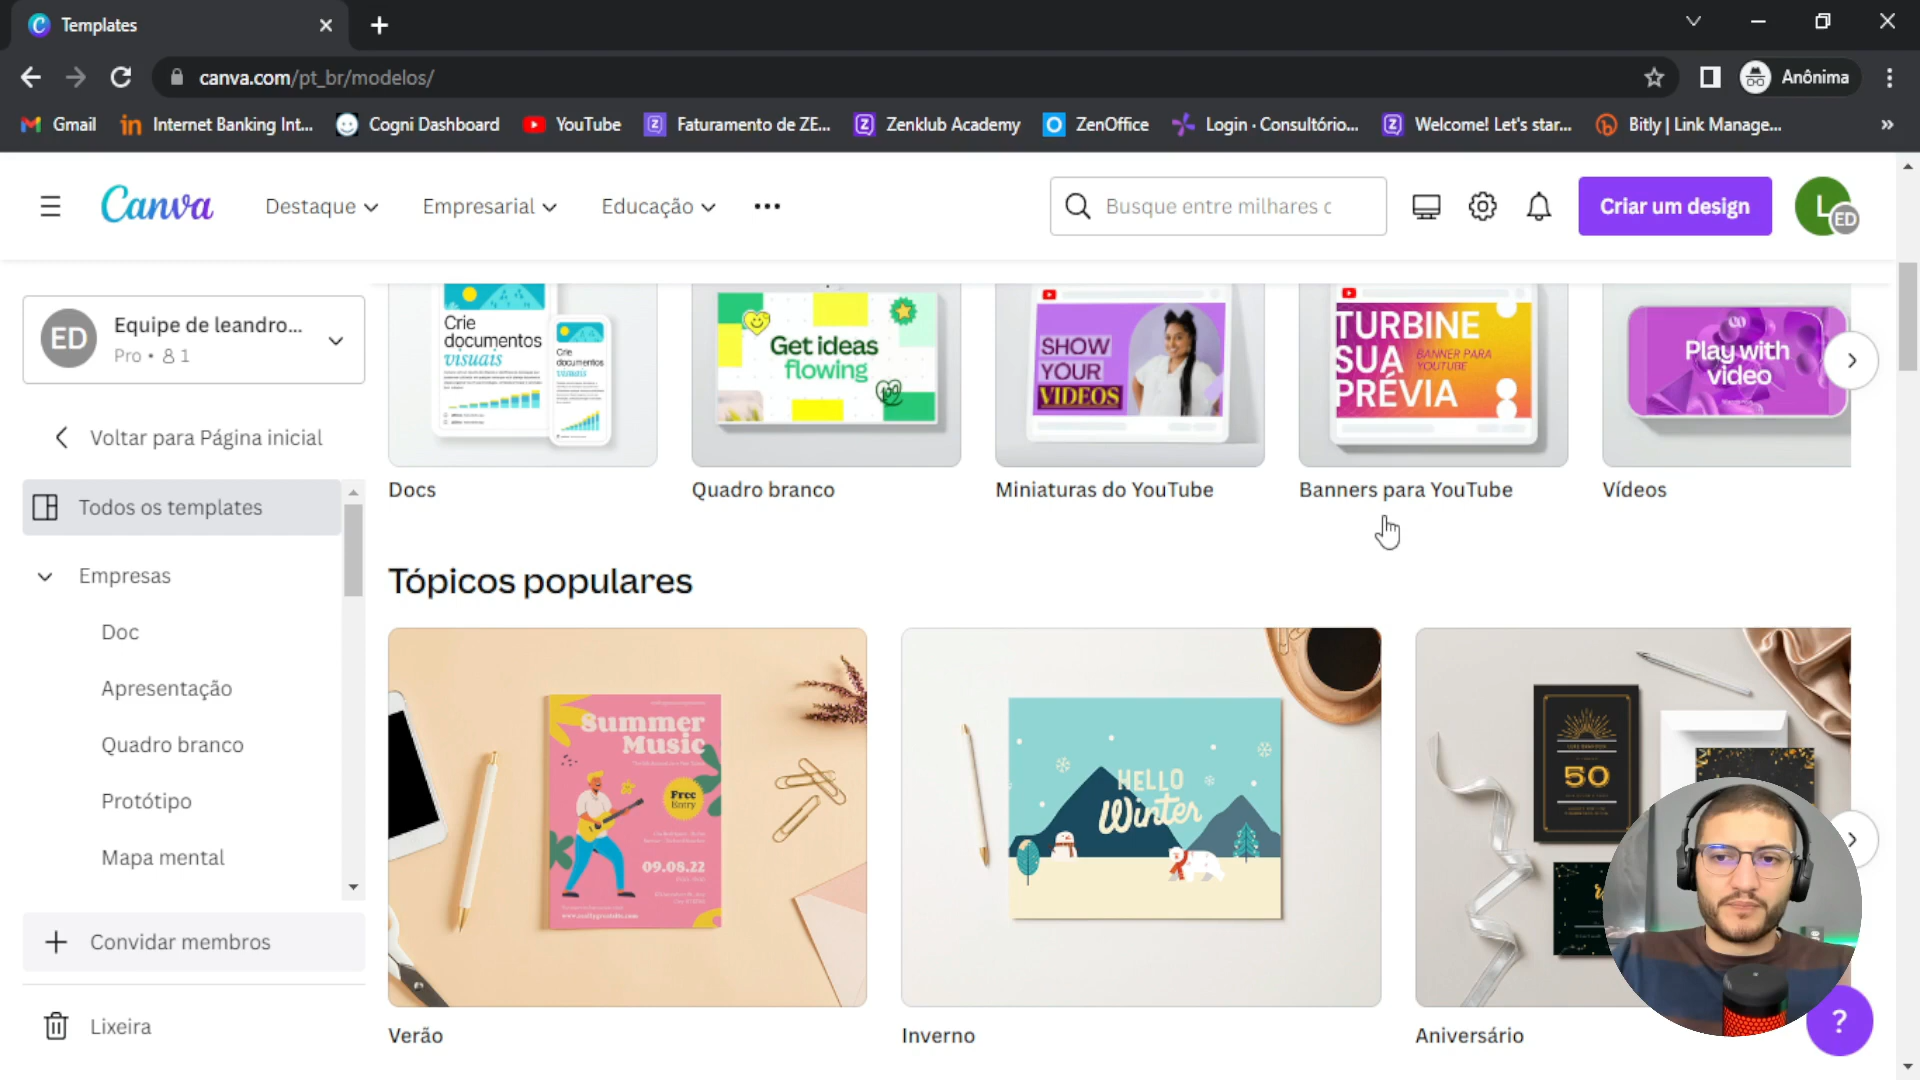 Templates
canva.com/pt_br/modelos/
Anônima
Gmail
Internet Banking Int...
Cogni Dashboard
YouTube
Faturamento de ZE...
Zenklub Academy
ZenOffice
Login · Consultório...
Welcome! Let's star...
Bitly | Link Manage...
»
Canva
Destaque
Empresarial
Educação
Busque entre milhares c
Criar um design
L
ED
ED
Equipe de leandro...
Pro • 1
Voltar para Página inicial
Todos os templates
Empresas
Doc
Apresentação
Quadro branco
Protótipo
Mapa mental
Convidar membros
Lixeira
Crie
documentos
visuais
Crie
documentos
visuais
Docs
Get ideas
flowing
Quadro branco
SHOW
YOUR
VIDEOS
Miniaturas do YouTube
TURBINE
SUA
PRÉVIA
BANNER PARA
YOUTUBE
Banners para YouTube
Play with
video
Vídeos
Tópicos populares
Summer
Music
Free
Entry
09.08.22
Verão
HELLO
Winter
Inverno
50
Aniversário
?